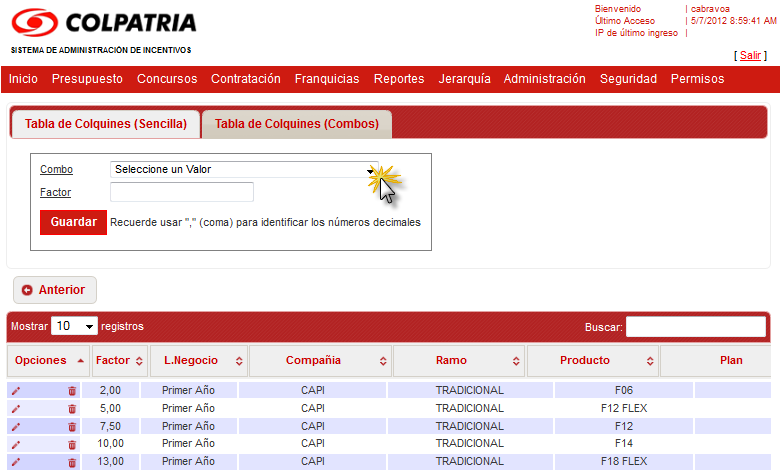 COLPATRIA
SISTEMA DE ADMINISTRACIÓN DE INCENTIVOS
Bienvenido | cabravoa
Último Acceso | 5/7/2012 8:59:41 AM
IP de último ingreso |
[ Salir ]
Inicio Presupuesto Concursos Contratación Franquicias Reportes Jerarquía Administración Seguridad Permisos
Tabla de Colquines (Sencilla) Tabla de Colquines (Combos)
Combo Seleccione un Valor
Factor
Guardar Recuerde usar "," (coma) para identificar los números decimales
Anterior
Mostrar 10 registros Buscar:
Opciones Factor L.Negocio Compañia Ramo Producto Plan
2,00 Primer Año CAPI TRADICIONAL F06
5,00 Primer Año CAPI TRADICIONAL F12 FLEX
7,50 Primer Año CAPI TRADICIONAL F12
10,00 Primer Año CAPI TRADICIONAL F14
13,00 Primer Año CAPI TRADICIONAL F18 FLEX